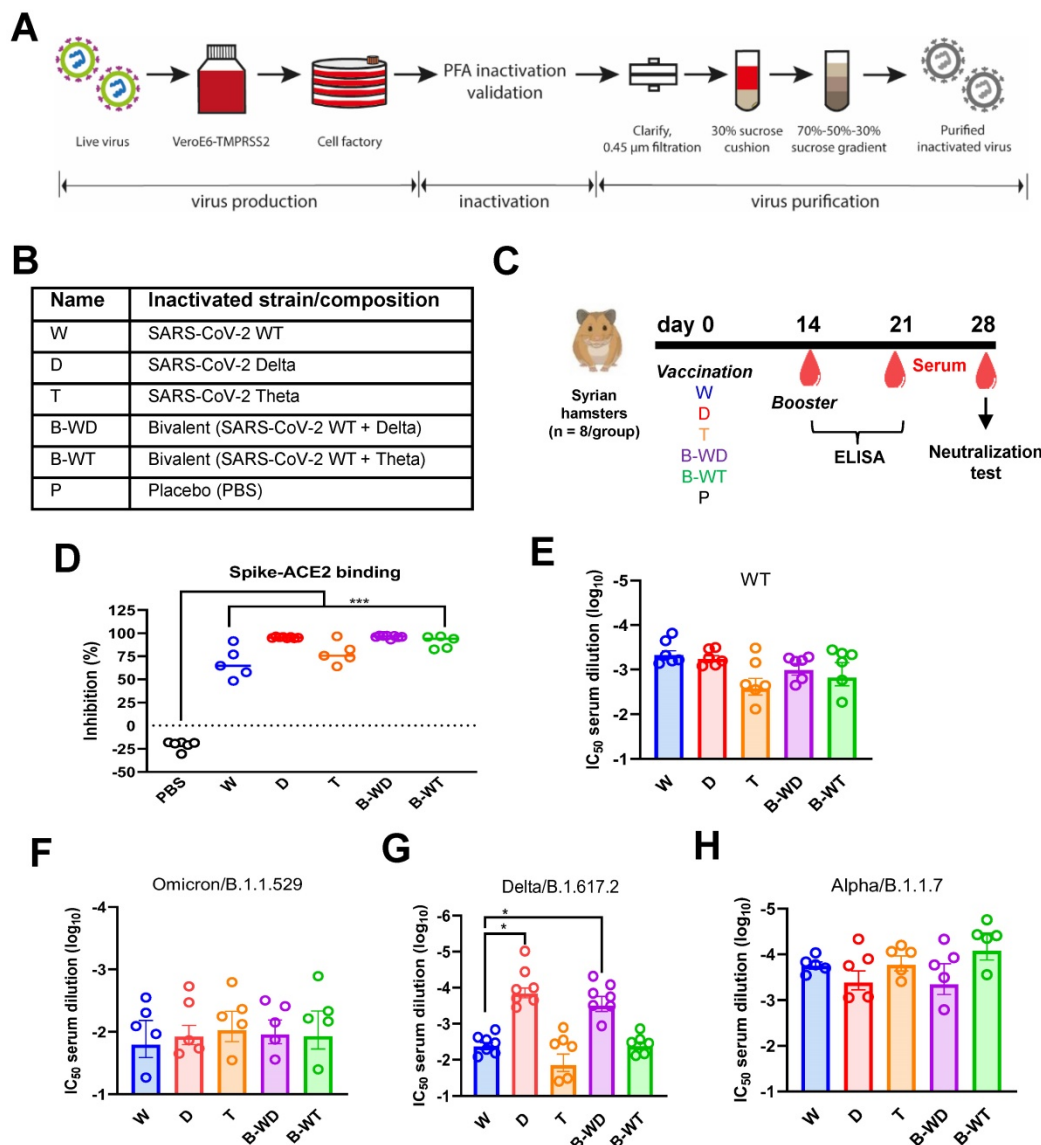 A
Live virus
VeroE6-TMPRSS2
Cell factory
PFA inactivation
validation
Clarify,
0.45 µm filtration
30% sucrose
cushion
70%-50%-30%
sucrose gradient
Purified
inactivated virus
virus production
inactivation
virus purification
B
Name Inactivated strain/composition
W SARS-CoV-2 WT
D SARS-CoV-2 Delta
T SARS-CoV-2 Theta
B-WD Bivalent (SARS-CoV-2 WT + Delta)
B-WT Bivalent (SARS-CoV-2 WT + Theta)
P Placebo (PBS)
C
day 0 14 21 28
Syrian
hamsters
(n = 8/group)
Vaccination
W
D
T
B-WD
B-WT
P
Booster
Serum
ELISA
Neutralization
test
D
Spike-ACE2 binding
***
Inhibition (%)
125
100
75
50
25
0
-25
-50
PBS W D T B-WD B-WT
E
WT
IC50 serum dilution (log10)
-5
-4
-3
-2
-1
W D T B-WD B-WT
F
Omicron/B.1.1.529
IC50 serum dilution (log10)
-4
-3
-2
-1
W D T B-WD B-WT
G
Delta/B.1.617.2
IC50 serum dilution (log10)
-6
-5
-4
-3
-2
-1
*
*
W D T B-WD B-WT
H
Alpha/B.1.1.7
IC50 serum dilution (log10)
-5
-4
-3
-2
-1
W D T B-WD B-WT